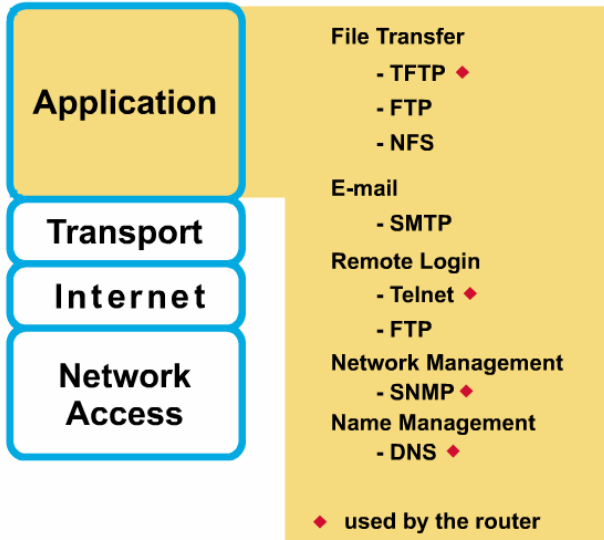 Application
Transport
Internet
Network
Access
File Transfer
- TFTP ◆
- FTP
- NFS
E-mail
- SMTP
Remote Login
- Telnet ◆
- FTP
Network Management
- SNMP ◆
Name Management
- DNS ◆
◆ used by the router